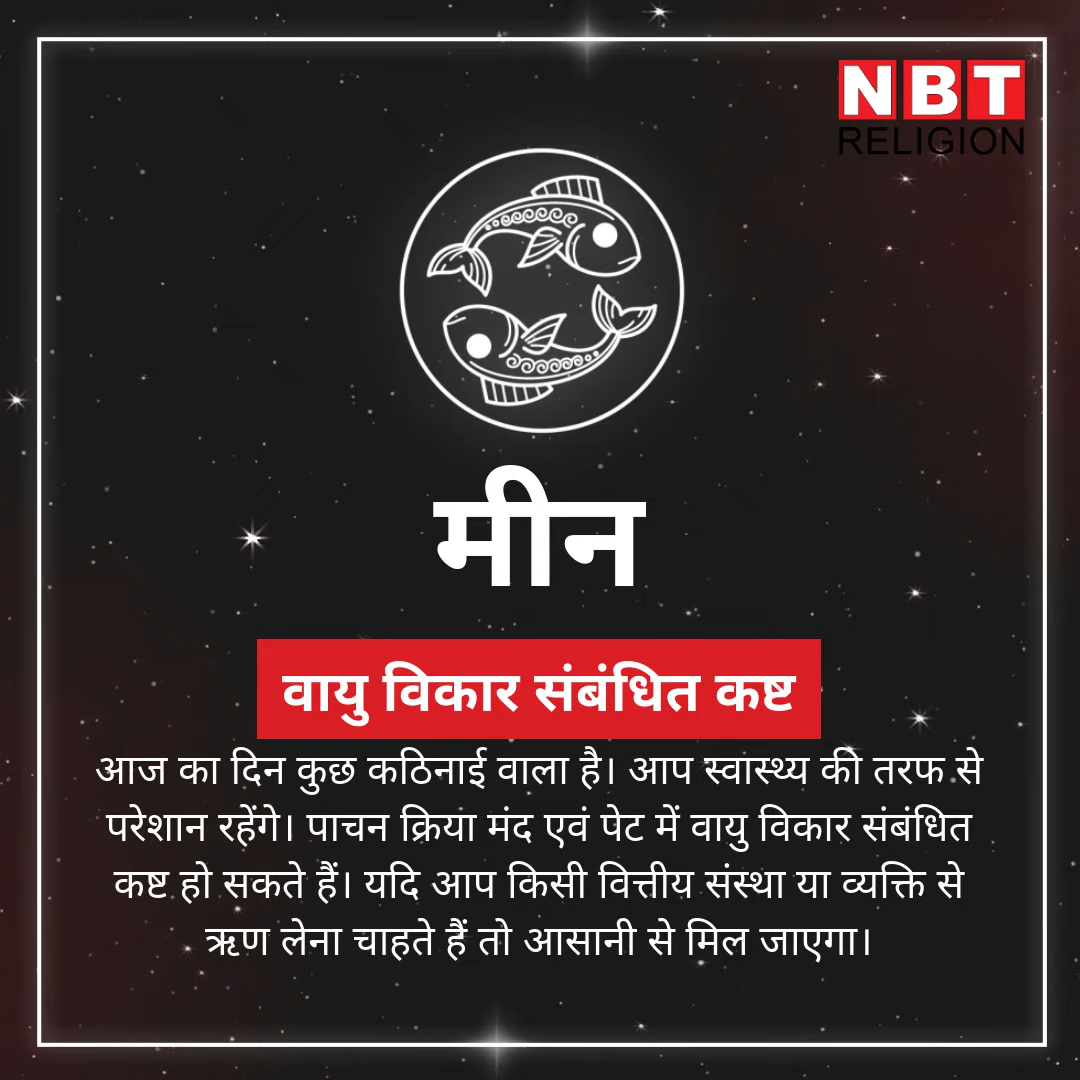 NBT
RELIGION
मीन
वायु विकार संबंधित कष्ट
आज का दिन कुछ कठिनाई वाला है। आप स्वास्थ्य की तरफ से
परेशान रहेंगे। पाचन क्रिया मंद एवं पेट में वायु विकार संबंधित
कष्ट हो सकते हैं। यदि आप किसी वित्तीय संस्था या व्यक्ति से
ऋण लेना चाहते हैं तो आसानी से मिल जाएगा।